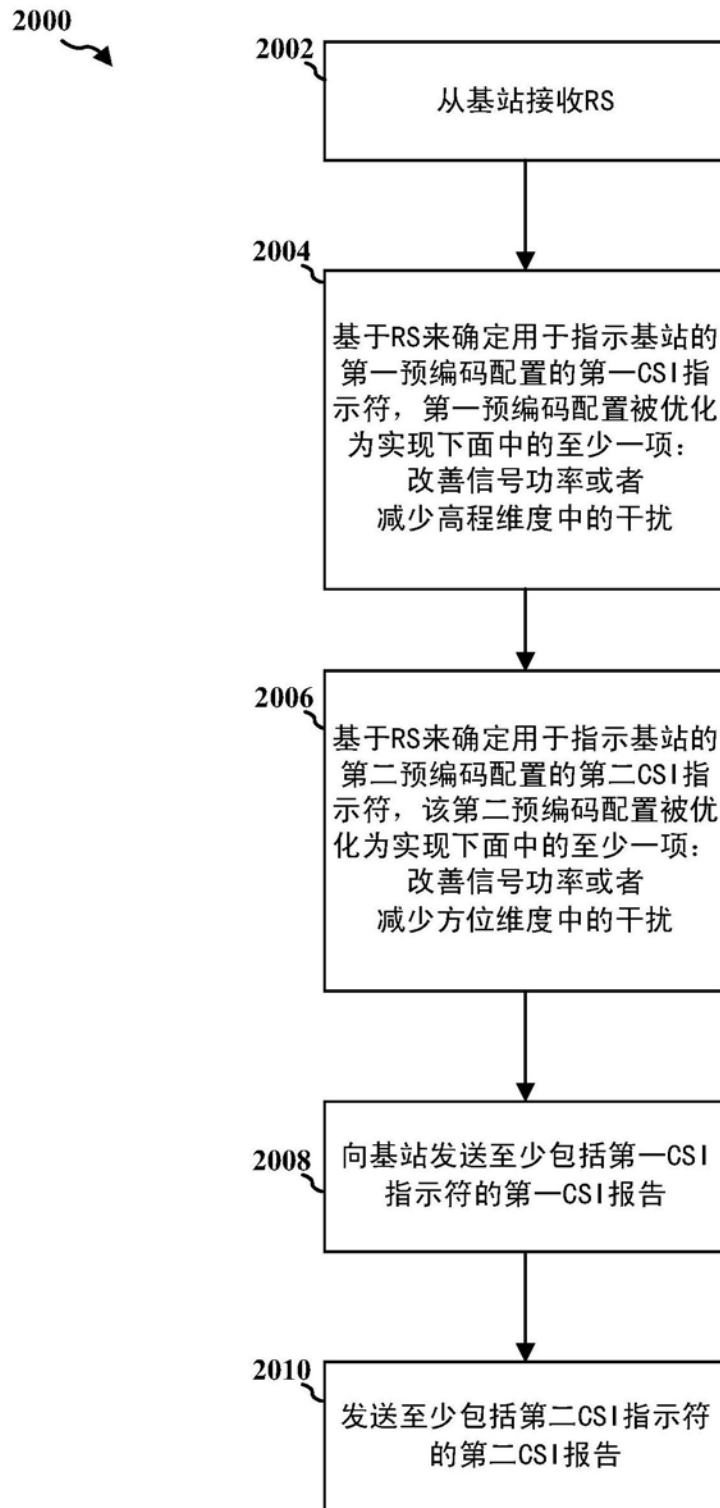 2000
2002
从基站接收RS
2004
基于RS来确定用于指示基站的
第一预编码配置的第一CSI指
示符，第一预编码配置被优化
为实现下面中的至少一项：
改善信号功率或者
减少高程维度中的干扰
2006
基于RS来确定用于指示基站的
第二预编码配置的第二CSI指
示符，该第二预编码配置被优
化为实现下面中的至少一项：
改善信号功率或者
减少方位维度中的干扰
2008
向基站发送至少包括第一CSI
指示符的第一CSI报告
2010
发送至少包括第二CSI指示符
的第二CSI报告